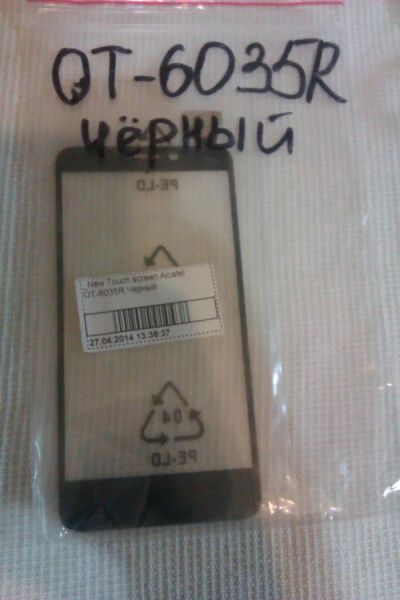 OT-6035R
чёрный
PE-LD
New Touch screen Alcatel
OT-6035R Черный
27.04.2014 13:39:37
04
PE-LD